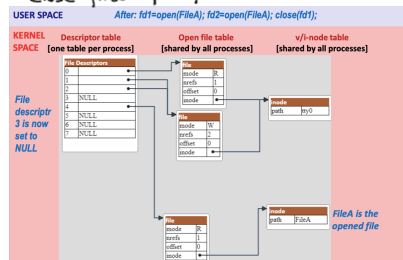 USER SPACE
After: fd1=open(FileA); fd2=open(FileA); close(fd1);
KERNEL SPACE
Descriptor table
[one table per process]
Open file table
[shared by all processes]
v/i-node table
[shared by all processes]
File Descriptors
0
1
2
3 NULL
4
5 NULL
6 NULL
7 NULL
File descriptr 3 is now set to NULL
file
mode R
nrefs 1
offset 0
inode
file
mode W
nrefs 2
offset 0
inode
file
mode R
nrefs 1
offset 0
inode
inode
path tty0
inode
path FileA
FileA is the
opened file